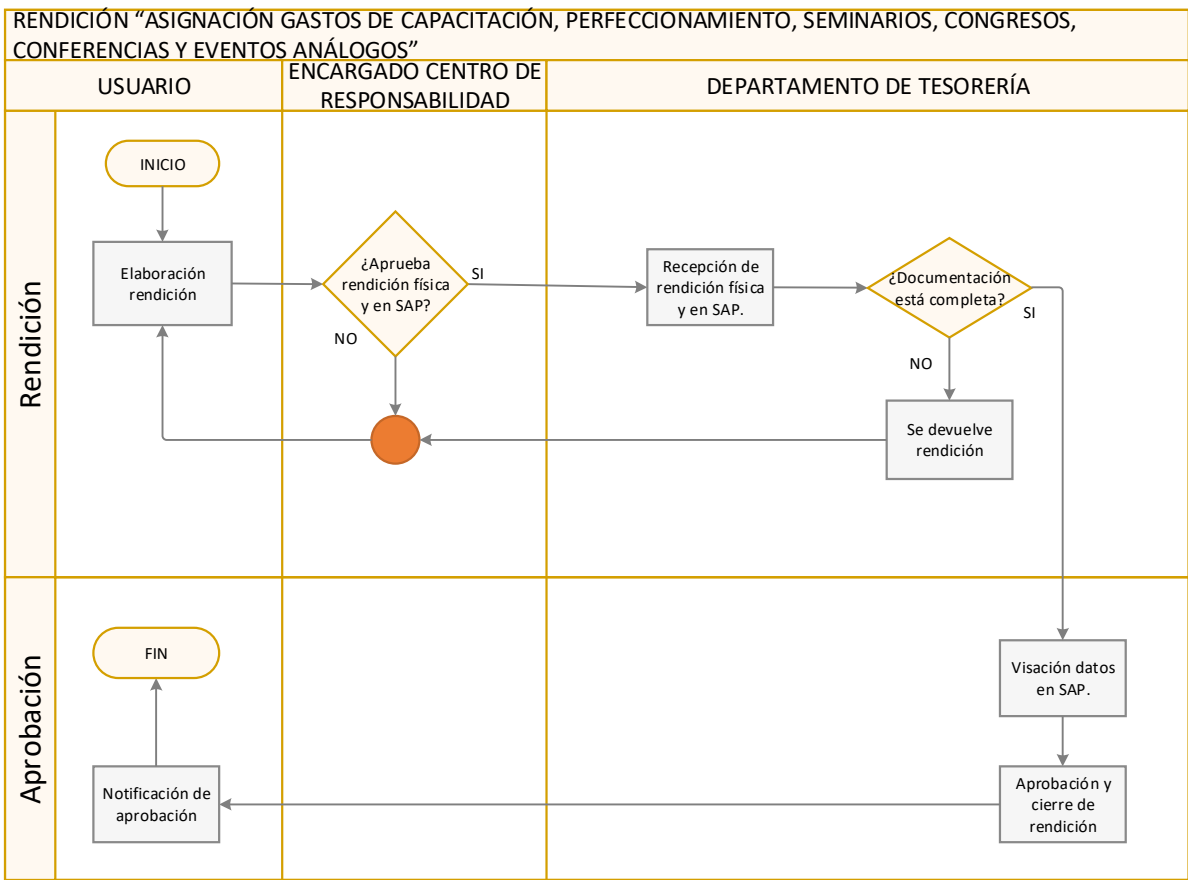 RENDICIÓN “ASIGNACIÓN GASTOS DE CAPACITACIÓN, PERFECCIONAMIENTO, SEMINARIOS, CONGRESOS,
CONFERENCIAS Y EVENTOS ANÁLOGOS”
USUARIO
ENCARGADO CENTRO DE
RESPONSABILIDAD
DEPARTAMENTO DE TESORERÍA
Rendición
INICIO
Elaboración
rendición
¿Aprueba
rendición física
y en SAP?
SI
NO
Recepción de
rendición física
y en SAP.
¿Documentación
está completa?
SI
NO
Se devuelve
rendición
Aprobación
FIN
Visación datos
en SAP.
Notificación de
aprobación
Aprobación y
cierre de
rendición